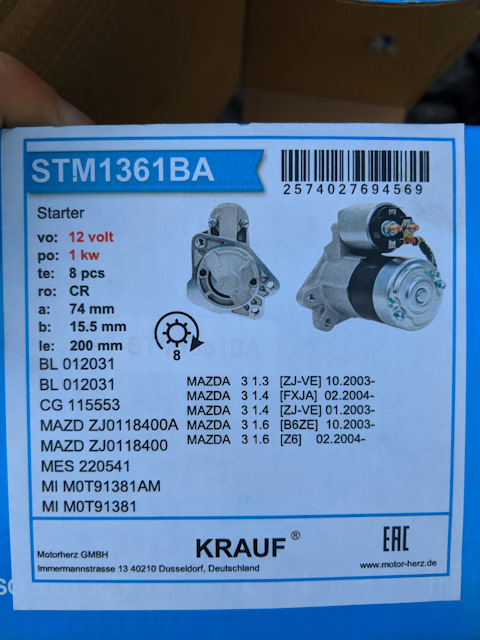 STM1361BA
2574027694569
Starter
vo: 12 volt
po: 1 kw
te: 8 pcs
ro: CR
a: 74 mm
b: 15.5 mm
le: 200 mm
8
BL 012031
BL 012031
CG 115553
MAZD ZJ0118400A
MAZD ZJ0118400
MES 220541
MI M0T91381AM
MI M0T91381
STM1361BA
MAZDA 3 1.3 [ZJ-VE] 10.2003-
MAZDA 3 1.4 [FXJA] 02.2004-
MAZDA 3 1.4 [ZJ-VE] 01.2003-
MAZDA 3 1.6 [B6ZE] 10.2003-
MAZDA 3 1.6 [Z6] 02.2004-
Motorherz GMBH
Immermannstrasse 13 40210 Dusseldorf, Deutschland
KRAUF ®
EAC
www.motor-herz.de